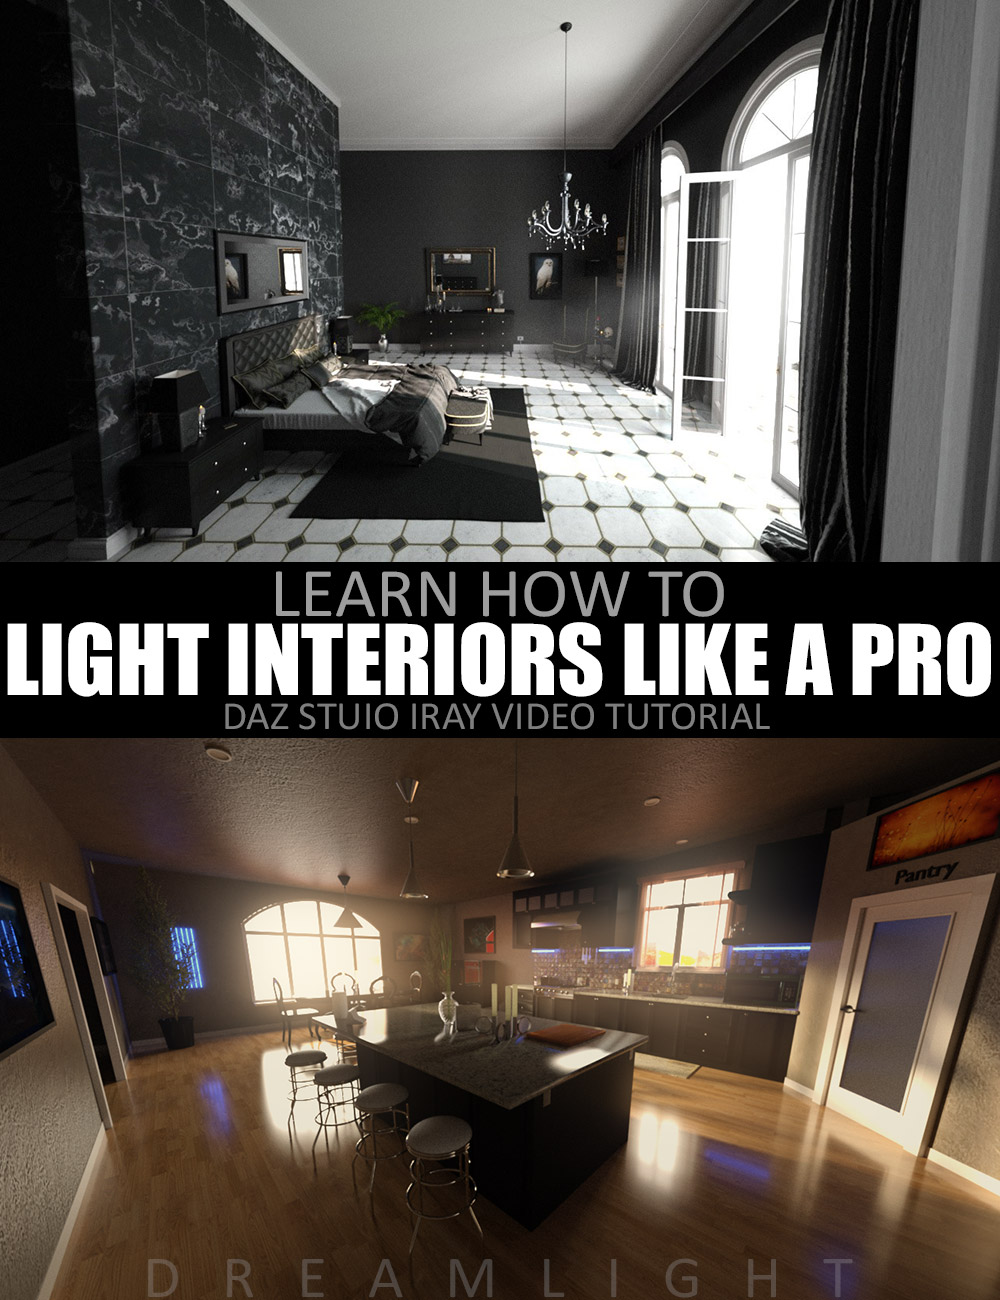 LEARN HOW TO
LIGHT INTERIORS LIKE A PRO
DAZ STUIO IRAY VIDEO TUTORIAL
Pantry
DREAMLIGHT